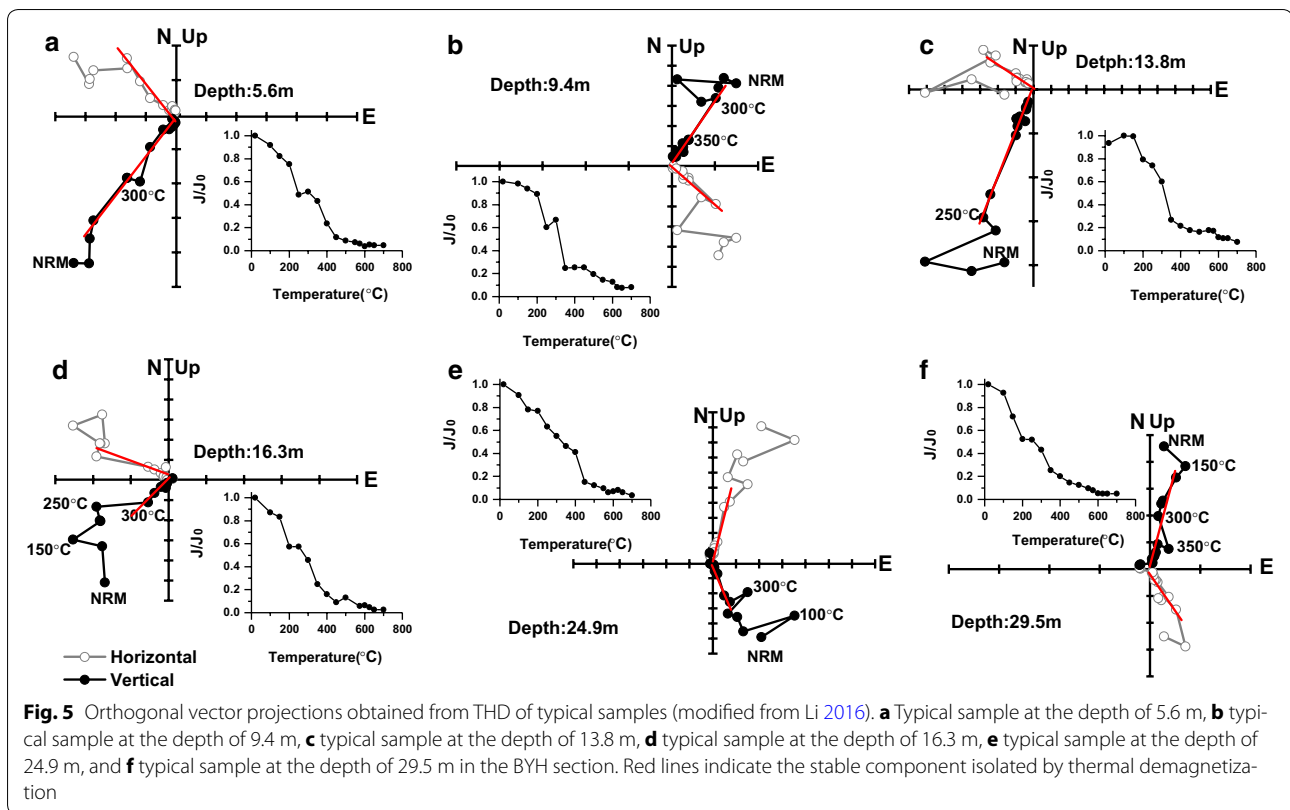 a
N Up
Depth:5.6m
E
300°C
NRM
J/J0
1.0
0.8
0.6
0.4
0.2
0.0
0 200 400 600 800
Temperature(°C)
b
N Up
Depth:9.4m
NRM
300°C
350°C
E
J/J0
1.0
0.8
0.6
0.4
0.2
0.0
0 200 400 600 800
Temperature(°C)
c
N Up
Detph:13.8m
E
250°C
NRM
J/J0
1.0
0.8
0.6
0.4
0.2
0.0
0 200 400 600 800
Temperature(°C)
d
N Up
Depth:16.3m
E
250°C
300°C
150°C
NRM
J/J0
1.0
0.8
0.6
0.4
0.2
0.0
0 200 400 600 800
Temperature(°C)
Horizontal
Vertical
e
J/J0
1.0
0.8
0.6
0.4
0.2
0.0
0 200 400 600 800
Temperature(°C)
N Up
E
300°C
100°C
NRM
Depth:24.9m
f
J/J0
1.0
0.8
0.6
0.4
0.2
0.0
0 200 400 600 800
Temperature(°C)
N Up
NRM
150°C
300°C
350°C
E
Depth:29.5m
Fig. 5 Orthogonal vector projections obtained from THD of typical samples (modified from Li 2016). a Typical sample at the depth of 5.6 m, b typi-
cal sample at the depth of 9.4 m, c typical sample at the depth of 13.8 m, d typical sample at the depth of 16.3 m, e typical sample at the depth of
24.9 m, and f typical sample at the depth of 29.5 m in the BYH section. Red lines indicate the stable component isolated by thermal demagnetiza-
tion